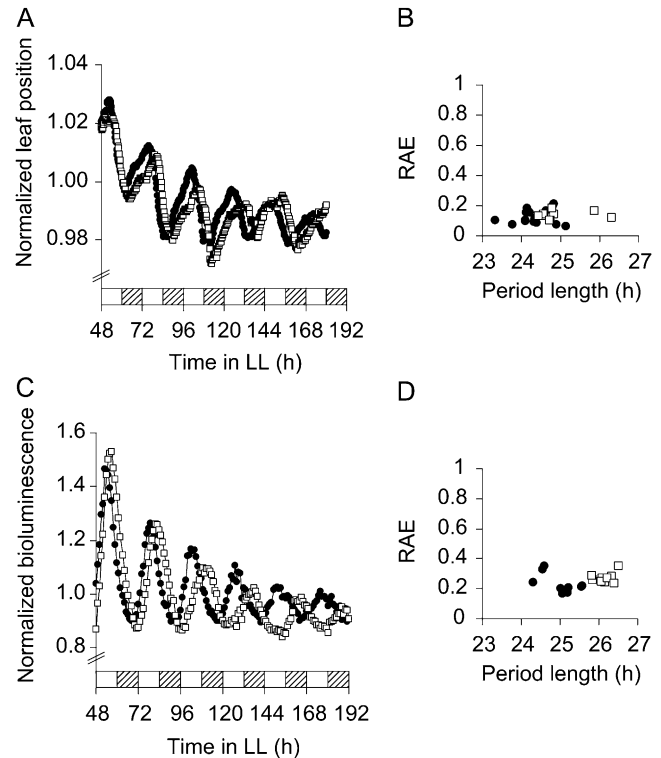 A
Normalized leaf position
1.04
1.02
1.00
0.98
48 72 96 120 144 168 192
Time in LL (h)
B
RAE
1
0.8
0.6
0.4
0.2
0
23 24 25 26 27
Period length (h)
C
Normalized bioluminescence
1.6
1.4
1.2
1.0
0.8
48 72 96 120 144 168 192
Time in LL (h)
D
RAE
1
0.8
0.6
0.4
0.2
0
23 24 25 26 27
Period length (h)